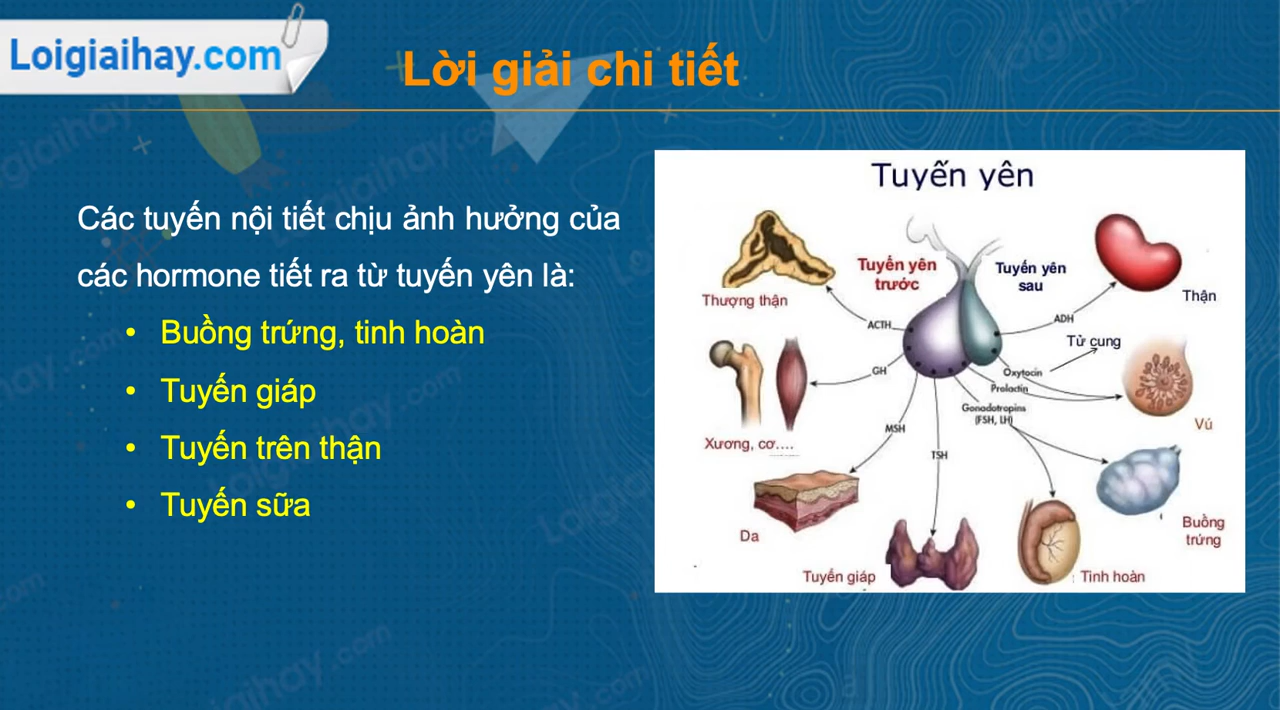 Loigiaihay.com
Lời giải chi tiết
Các tuyến nội tiết chịu ảnh hưởng của
các hormone tiết ra từ tuyến yên là:
• Buồng trứng, tinh hoàn
• Tuyến giáp
• Tuyến trên thận
• Tuyến sữa
Tuyến yên
Tuyến yên
trước
Tuyến yên
sau
Thượng thận
Thận
ACTH
ADH
Tử cung
GH
Oxytocin
Prolactin
Gonadotropins
(FSH, LH)
Vú
MSH
Xương, cơ....
TSH
Da
Buồng
trứng
Tuyến giáp
Tinh hoàn